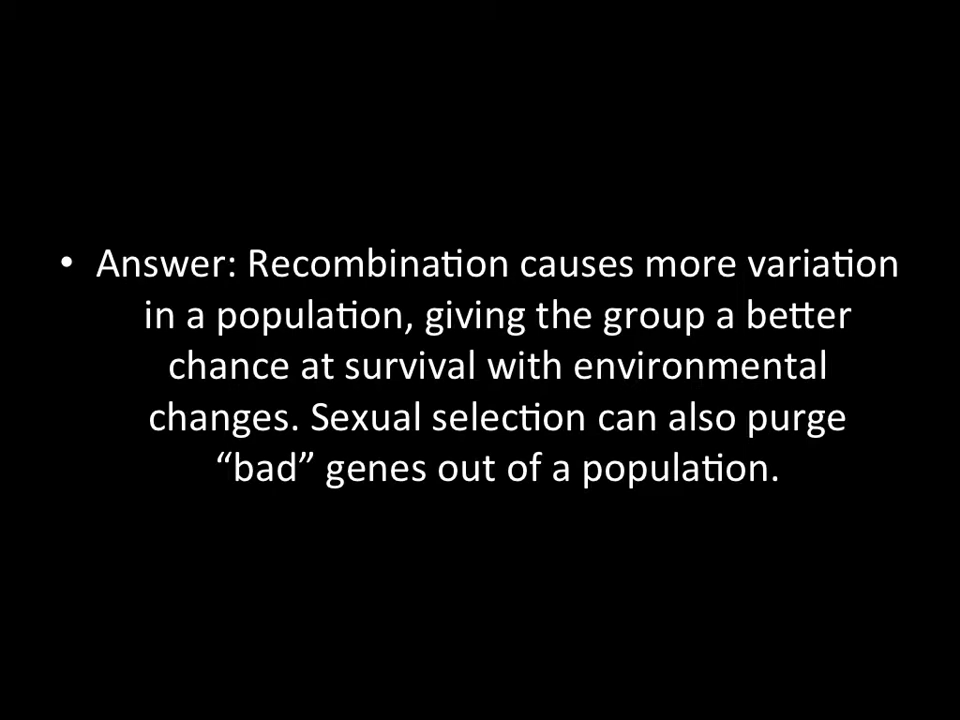 • Answer: Recombination causes more variation
in a population, giving the group a better
chance at survival with environmental
changes. Sexual selection can also purge
“bad” genes out of a population.